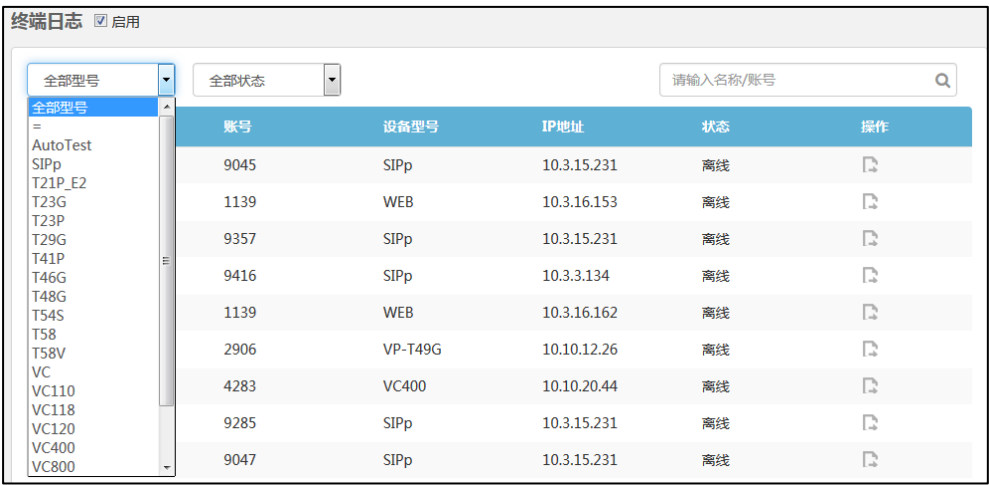 终端日志 启用
全部型号 全部状态 请输入名称/账号
全部型号
=
AutoTest
SIPp
T21P_E2
T23G
T23P
T29G
T41P
T46G
T48G
T54S
T58
T58V
VC
VC110
VC118
VC120
VC400
VC800
账号 设备型号 IP地址 状态 操作
9045 SIPp 10.3.15.231 离线
1139 WEB 10.3.16.153 离线
9357 SIPp 10.3.15.231 离线
9416 SIPp 10.3.3.134 离线
1139 WEB 10.3.16.162 离线
2906 VP-T49G 10.10.12.26 离线
4283 VC400 10.10.20.44 离线
9285 SIPp 10.3.15.231 离线
9047 SIPp 10.3.15.231 离线